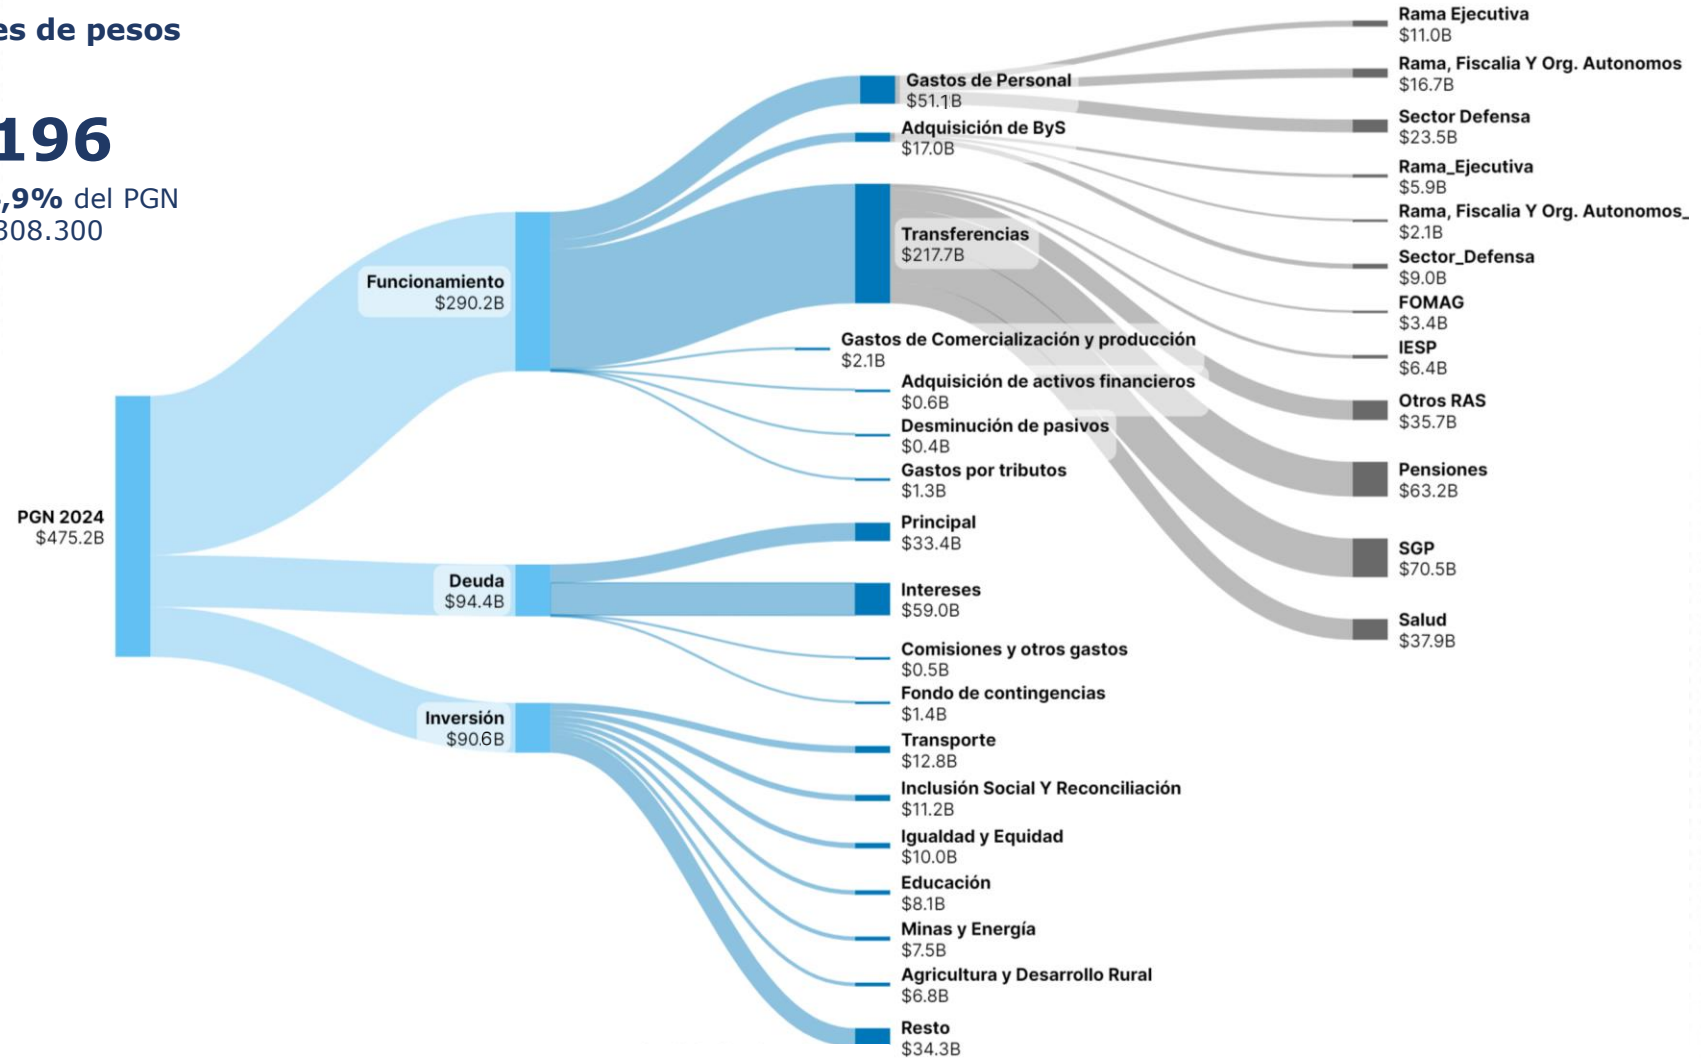 es de pesos
196
,9% del PGN
308.300
PGN 2024
$475.2B
Funcionamiento
$290.2B
Deuda
$94.4B
Inversión
$90.6B
Gastos de Personal
$51.1B
Adquisición de ByS
$17.0B
Transferencias
$217.7B
Gastos de Comercialización y producción
$2.1B
Adquisición de activos financieros
$0.6B
Desminución de pasivos
$0.4B
Gastos por tributos
$1.3B
Principal
$33.4B
Intereses
$59.0B
Comisiones y otros gastos
$0.5B
Fondo de contingencias
$1.4B
Transporte
$12.8B
Inclusión Social Y Reconciliación
$11.2B
Igualdad y Equidad
$10.0B
Educación
$8.1B
Minas y Energía
$7.5B
Agricultura y Desarrollo Rural
$6.8B
Resto
$34.3B
Rama Ejecutiva
$11.0B
Rama, Fiscalia Y Org. Autonomos
$16.7B
Sector Defensa
$23.5B
Rama_Ejecutiva
$5.9B
Rama, Fiscalia Y Org. Autonomos_
$2.1B
Sector_Defensa
$9.0B
FOMAG
$3.4B
IESP
$6.4B
Otros RAS
$35.7B
Pensiones
$63.2B
SGP
$70.5B
Salud
$37.9B